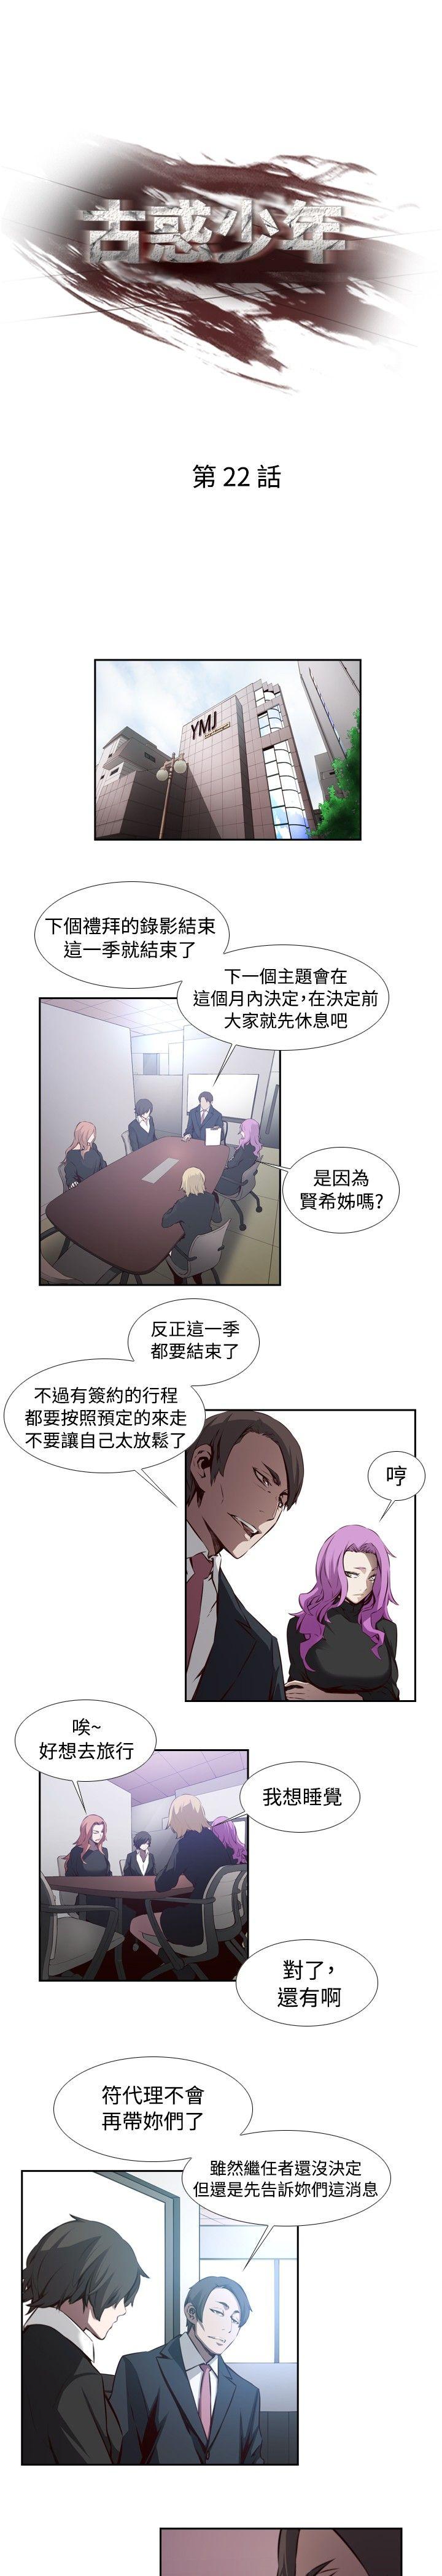 古惑少年
第 22 話
YMJ
下個禮拜的錄影結束
這一季就結束了
下一個主題會在
這個月內決定,在決定前
大家就先休息吧
是因為
賢希姊嗎?
反正這一季
都要結束了
不過有簽約的行程
都要按照預定的來走
不要讓自己太放鬆了
哼
唉~
好想去旅行
我想睡覺
對了,
還有啊
符代理不會
再帶妳們了
雖然繼任者還沒決定
但還是先告訴妳們這消息